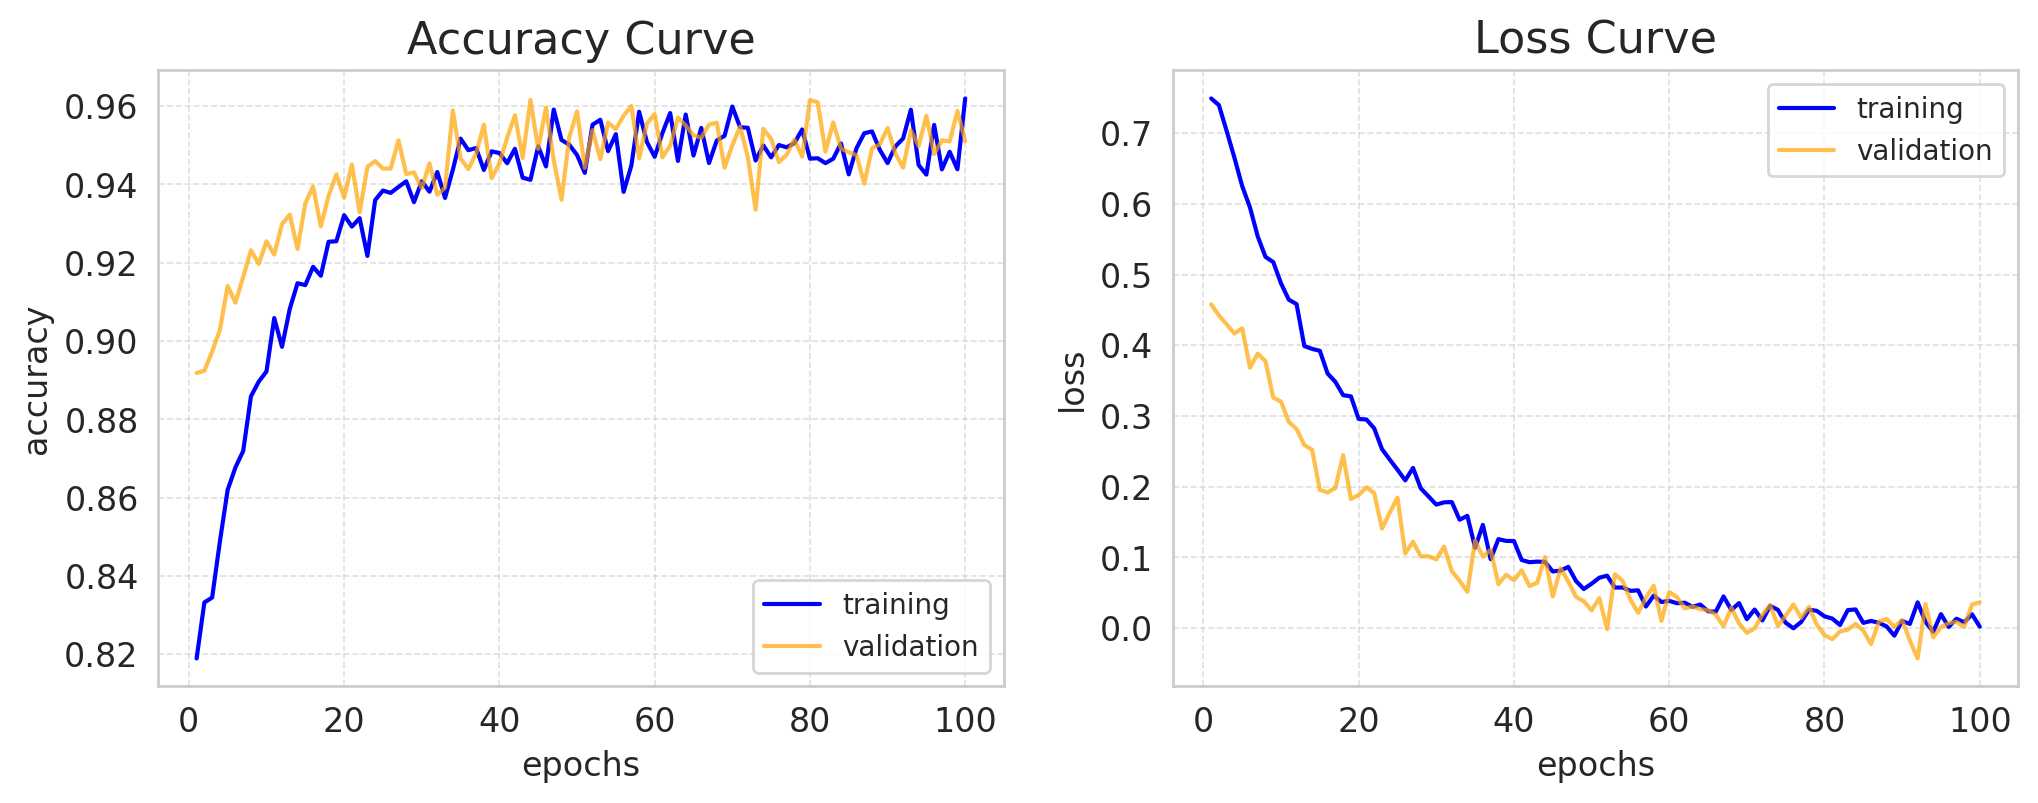 Accuracy Curve
accuracy
0.96
0.94
0.92
0.90
0.88
0.86
0.84
0.82
training
validation
0 20 40 60 80 100
epochs
Loss Curve
loss
0.7
0.6
0.5
0.4
0.3
0.2
0.1
0.0
training
validation
0 20 40 60 80 100
epochs